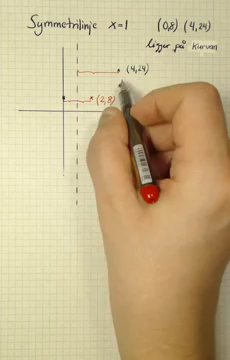 Symmetrilinje x=1 (0,8) (4,24)
ligger på kurvan
(4,24)
(2,8)